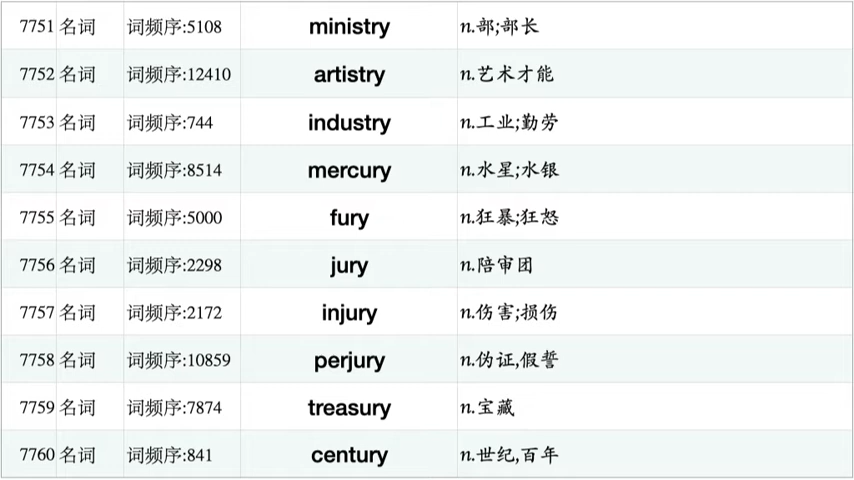 7751 名词 词频序:5108 ministry n.部;部长
7752 名词 词频序:12410 artistry n.艺术才能
7753 名词 词频序:744 industry n.工业;勤劳
7754 名词 词频序:8514 mercury n.水星;水银
7755 名词 词频序:5000 fury n.狂暴;狂怒
7756 名词 词频序:2298 jury n.陪审团
7757 名词 词频序:2172 injury n.伤害;损伤
7758 名词 词频序:10859 perjury n.伪证,假誓
7759 名词 词频序:7874 treasury n.宝藏
7760 名词 词频序:841 century n.世纪,百年